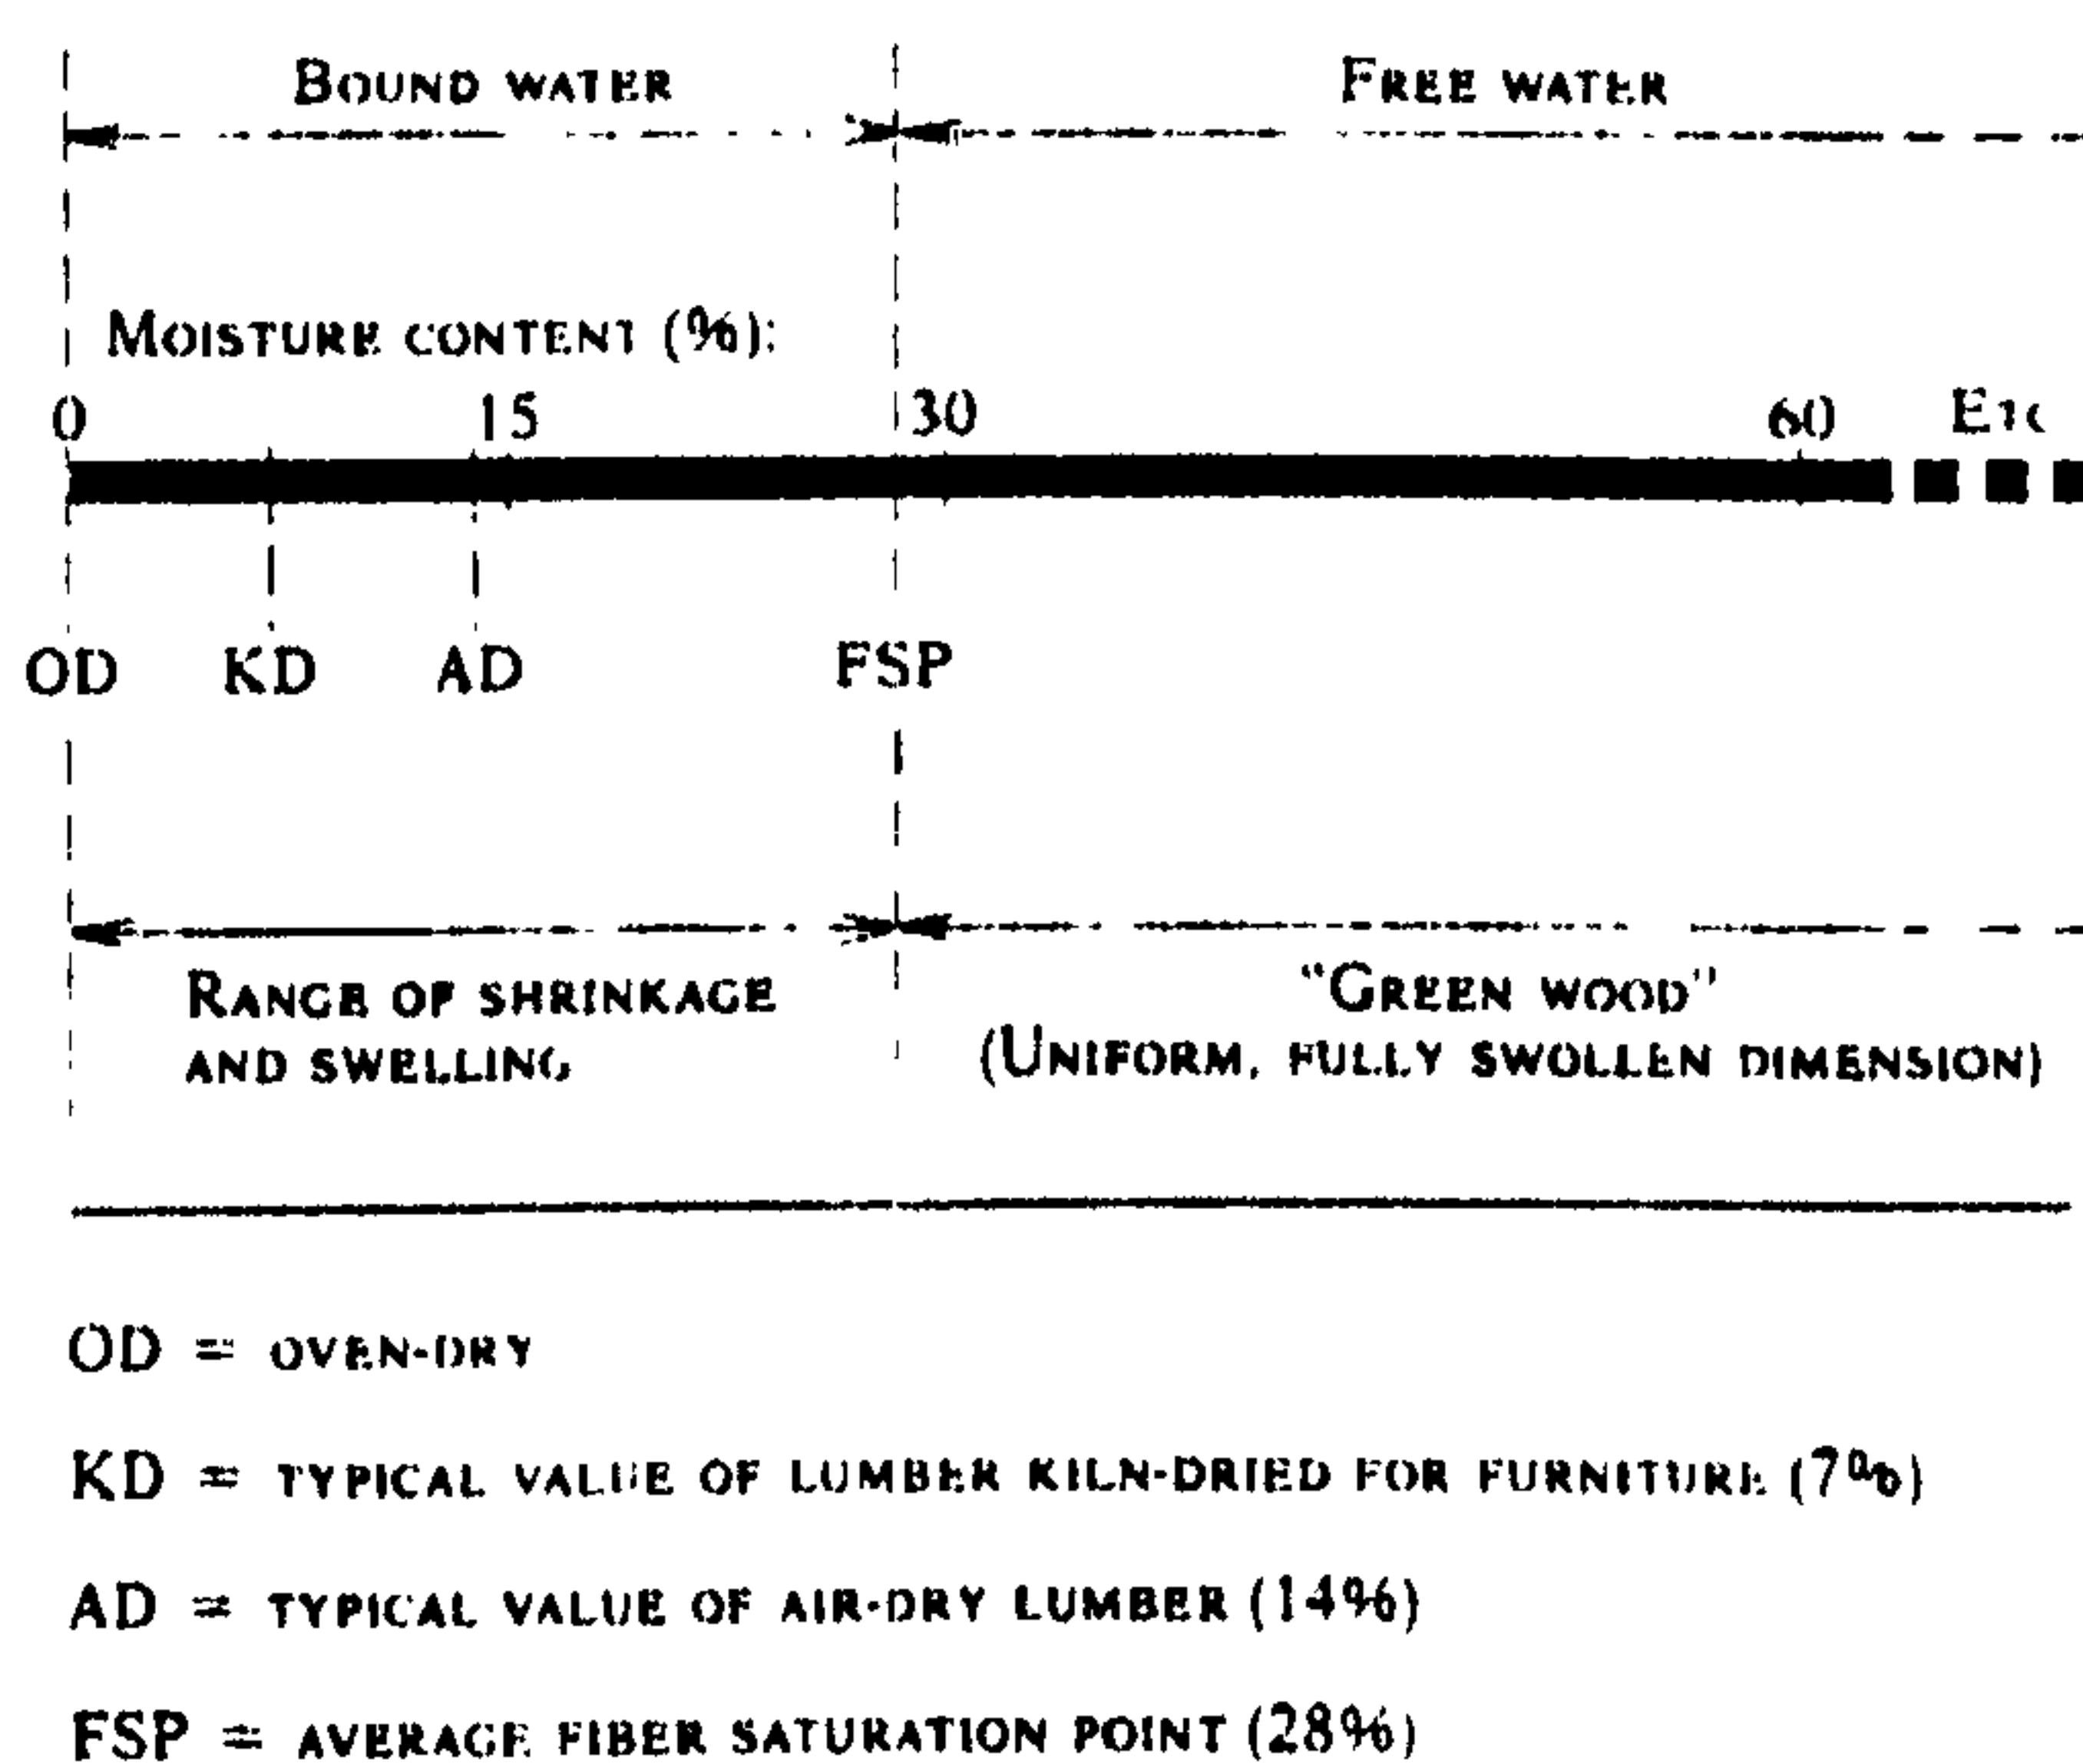 BOUND WATER FREE WATER
MOISTURE CONTENT (%):
0 15 30 60 ETC
OD KD AD FSP
RANGE OF SHRINKAGE
AND SWELLING
"GREEN WOOD"
(UNIFORM, FULLY SWOLLEN DIMENSION)
OD = OVEN-DRY
KD = TYPICAL VALUE OF LUMBER KILN-DRIED FOR FURNITURE (7%)
AD = TYPICAL VALUE OF AIR-DRY LUMBER (14%)
FSP = AVERAGE FIBER SATURATION POINT (28%)